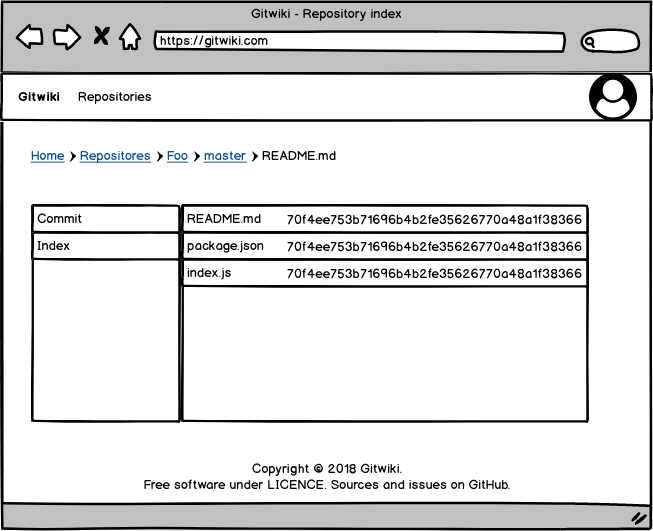 Gitwiki - Repository index
https://gitwiki.com
Gitwiki Repositories
Home Repositores Foo master README.md
Commit README.md 70f4ee753b71696b4b2fe35626770a48a1f38366
Index package.json 70f4ee753b71696b4b2fe35626770a48a1f38366
index.js 70f4ee753b71696b4b2fe35626770a48a1f38366
Copyright © 2018 Gitwiki.
Free software under LICENCE. Sources and issues on GitHub.